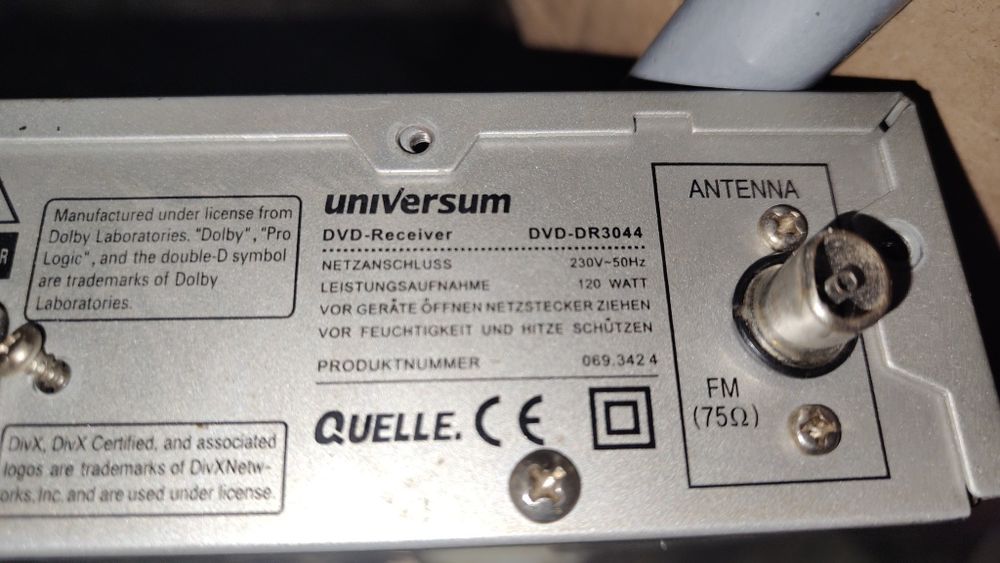 Manufactured under license from
Dolby Laboratories. "Dolby", "Pro
Logic", and the double-D symbol
are trademarks of Dolby
Laboratories.
DivX, DivX Certified, and associated
logos are trademarks of DivXNetw-
orks, Inc. and are used under license.
universum
DVD-Receiver DVD-DR3044
NETZANSCHLUSS 230V~50Hz
LEISTUNGSAUFNAHME 120 WATT
VOR GERÄTE ÖFFNEN NETZSTECKER ZIEHEN
VOR FEUCHTIGKEIT UND HITZE SCHÜTZEN
PRODUKTNUMMER 069.342 4
QUELLE. CE
ANTENNA
FM
(75Ω)